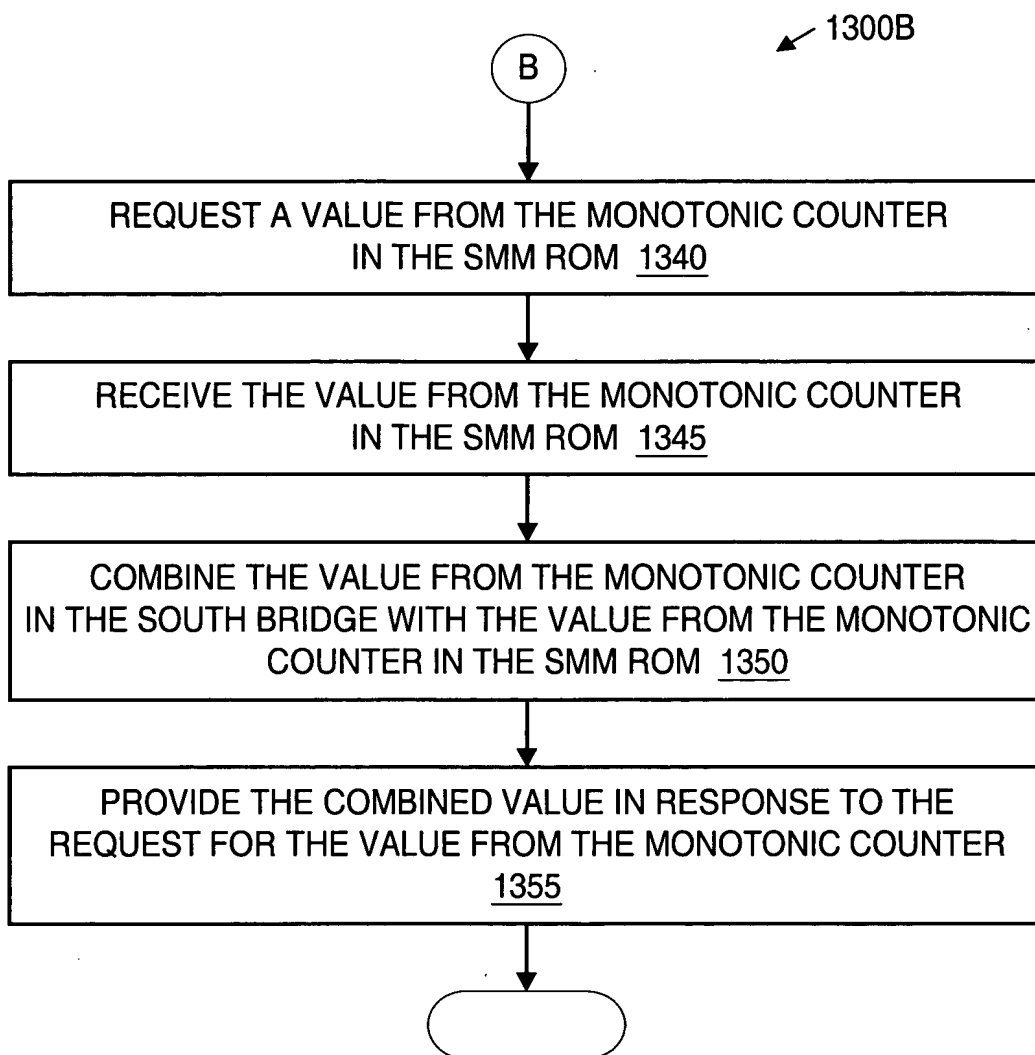 1300B
B
REQUEST A VALUE FROM THE MONOTONIC COUNTER
IN THE SMM ROM 1340
RECEIVE THE VALUE FROM THE MONOTONIC COUNTER
IN THE SMM ROM 1345
COMBINE THE VALUE FROM THE MONOTONIC COUNTER
IN THE SOUTH BRIDGE WITH THE VALUE FROM THE MONOTONIC
COUNTER IN THE SMM ROM 1350
PROVIDE THE COMBINED VALUE IN RESPONSE TO THE
REQUEST FOR THE VALUE FROM THE MONOTONIC COUNTER
1355